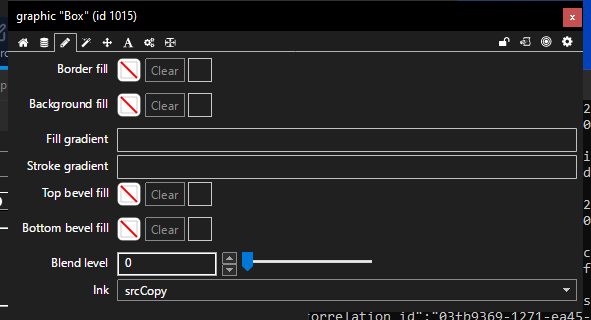 graphic "Box" (id 1015)
x
A
Border fill
Clear
Background fill
Clear
Fill gradient
Stroke gradient
Top bevel fill
Clear
Bottom bevel fill
Clear
Blend level
0
Ink
srcCopy
orrelation_id":"03fb9369-1271-ea45-